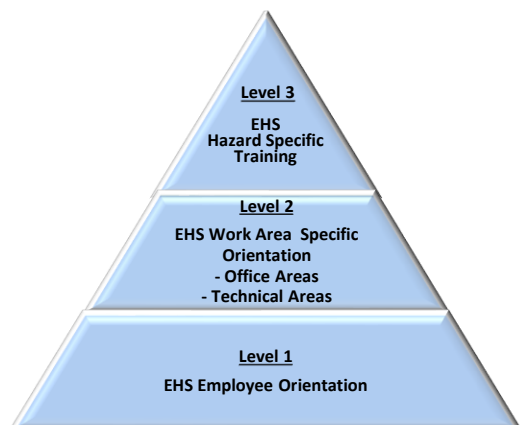 Level 3
EHS
Hazard Specific
Training
Level 2
EHS Work Area Specific
Orientation
- Office Areas
- Technical Areas
Level 1
EHS Employee Orientation